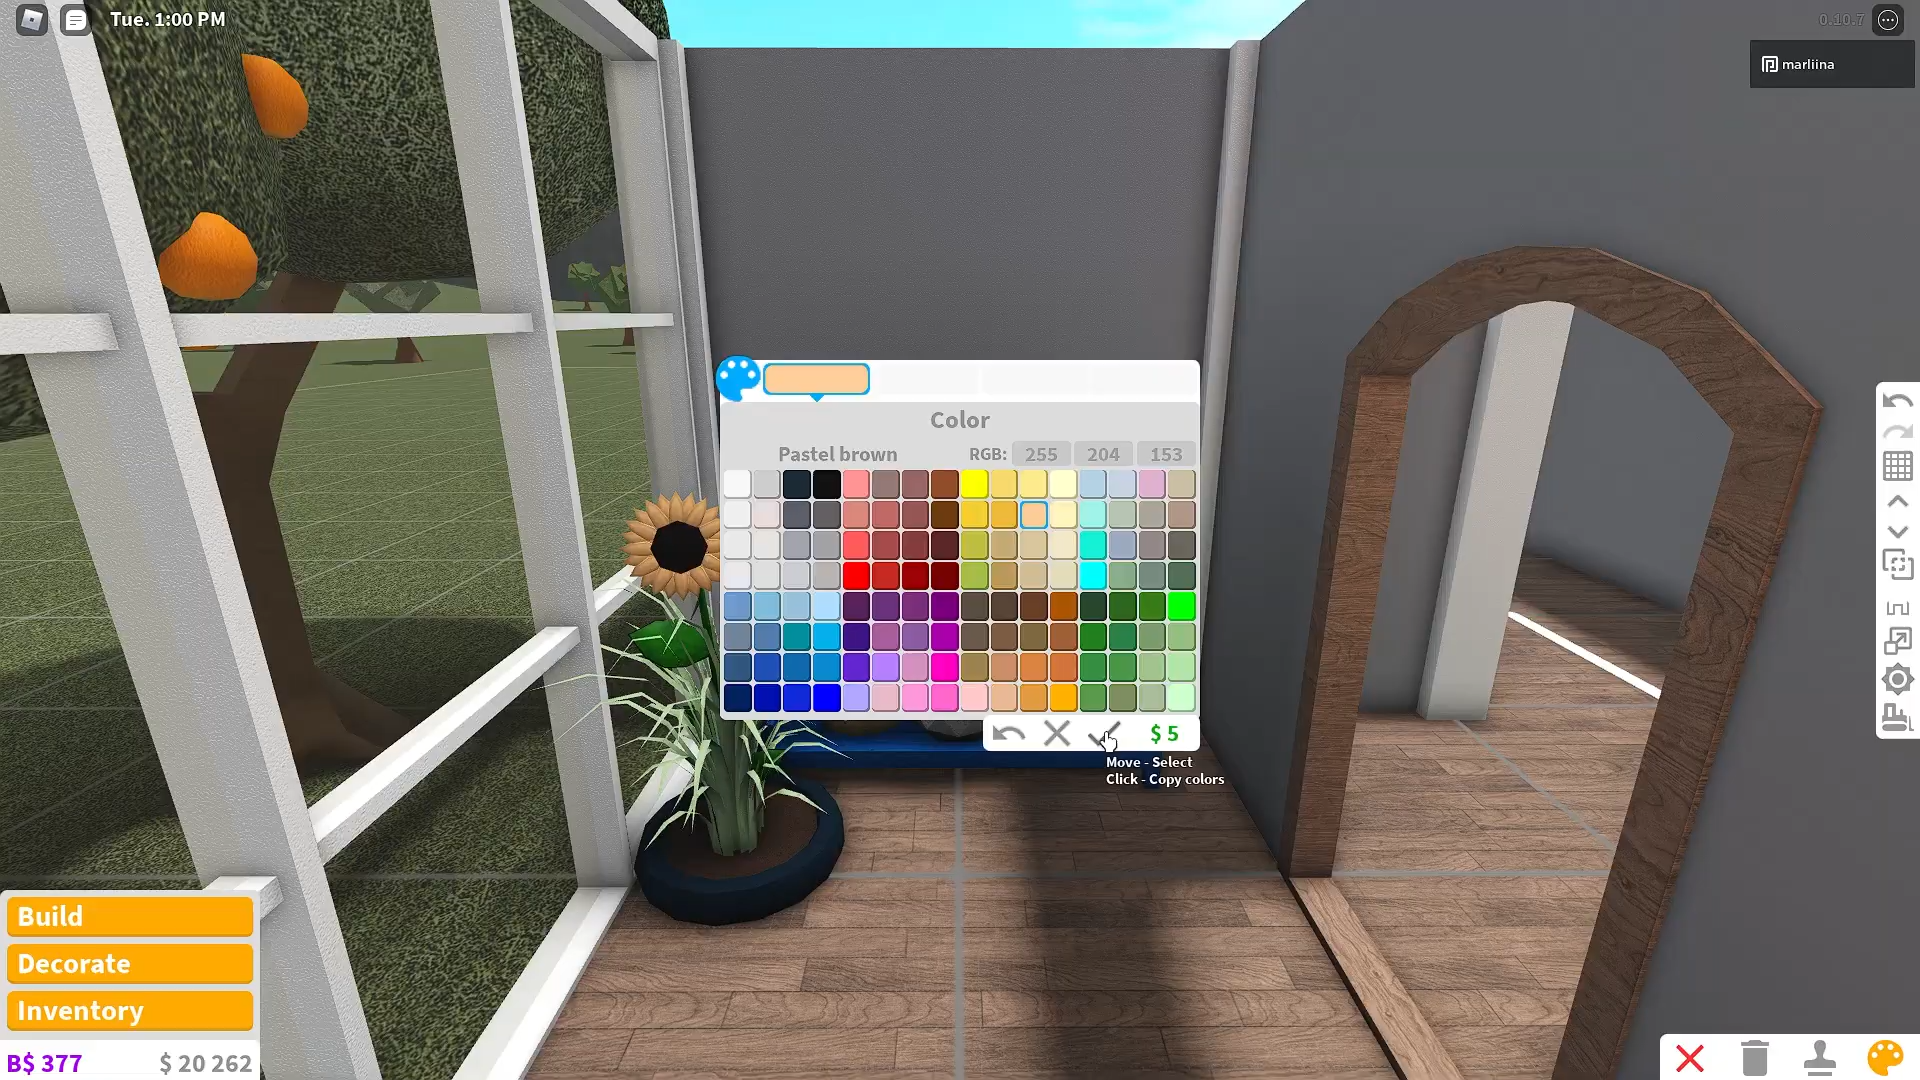 Tue. 1:00 PM
0.10.7
marliina
Color
Pastel brown RGB: 255 204 153
$ 5
Move - Select
Click - Copy colors
Build
Decorate
Inventory
B$ 377 $ 20 262